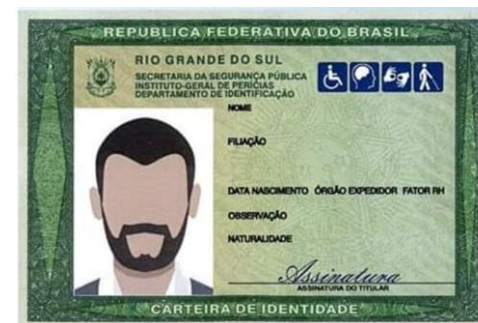 REPÚBLICA FEDERATIVA DO BRASIL
RIO GRANDE DO SUL
SECRETARIA DA SEGURANÇA PÚBLICA
INSTITUTO-GERAL DE PERÍCIAS
DEPARTAMENTO DE IDENTIFICAÇÃO
NOME
FILIAÇÃO
DATA NASCIMENTO ÓRGÃO EXPEDIDOR FATOR RH
OBSERVAÇÃO
NATURALIDADE
Assinatura
ASSINATURA DO TITULAR
CARTEIRA DE IDENTIDADE